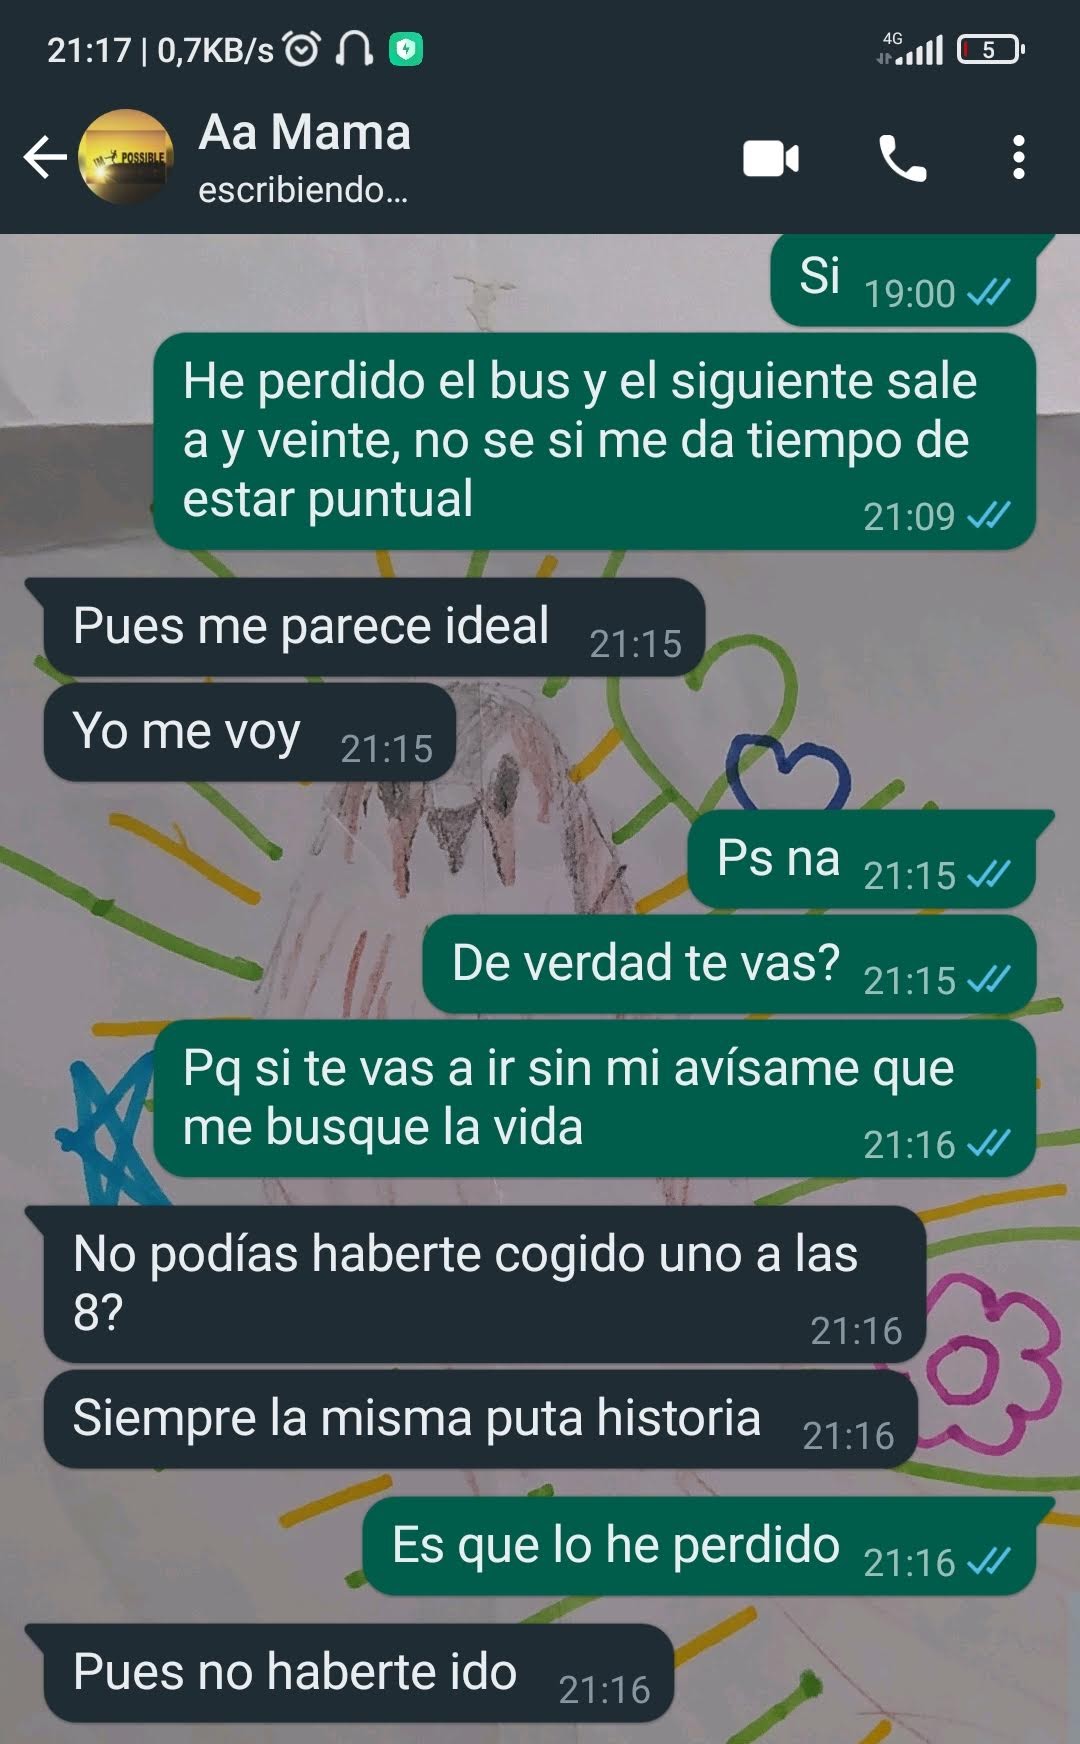 21:17 | 0,7KB/s
4G
5
Aa Mama
escribiendo...
I'M POSSIBLE
Si 19:00
He perdido el bus y el siguiente sale
a y veinte, no se si me da tiempo de
estar puntual 21:09
Pues me parece ideal 21:15
Yo me voy 21:15
Ps na 21:15
De verdad te vas? 21:15
Pq si te vas a ir sin mi avísame que
me busque la vida 21:16
No podías haberte cogido uno a las
8? 21:16
Siempre la misma puta historia 21:16
Es que lo he perdido 21:16
Pues no haberte ido 21:16